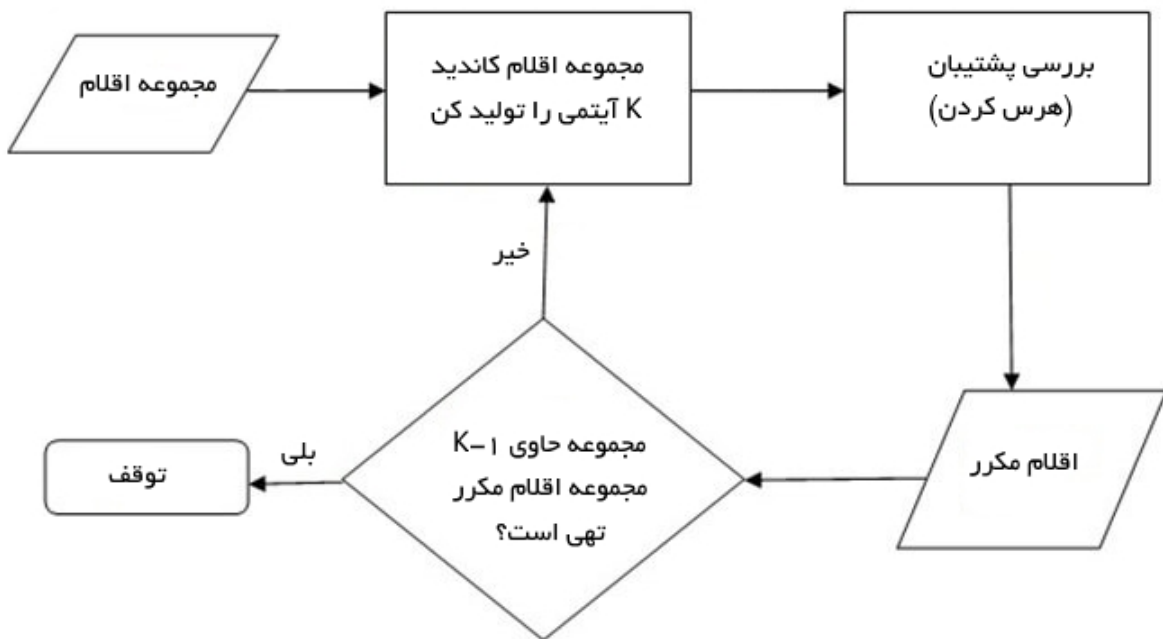 مجموعه اقلام
مجموعه اقلام کاندید
K آیتمی را تولید کن
بررسی پشتیبان
(هرس کردن)
خیر
مجموعه حاوی K-۱
مجموعه اقلام مکرر
تهی است؟
بلی
توقف
اقلام مکرر